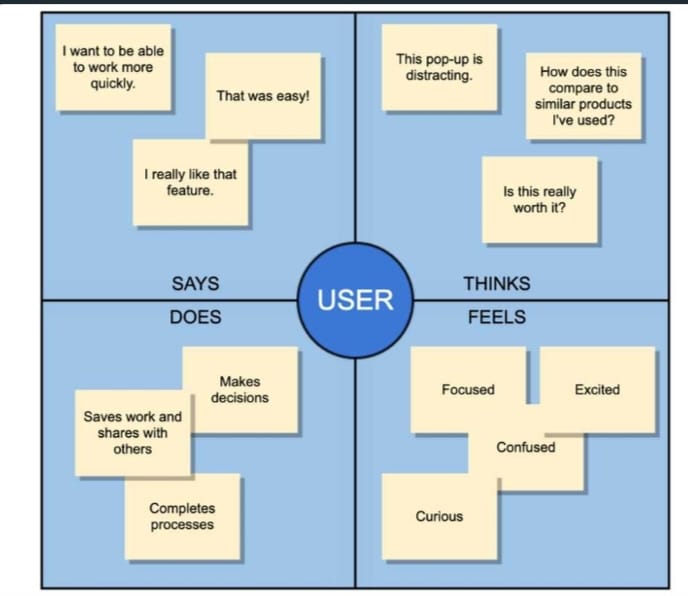 I want to be able
to work more
quickly.
That was easy!
I really like that
feature.
SAYS
This pop-up is
distracting.
How does this
compare to
similar products
I've used?
Is this really
worth it?
THINKS
USER
DOES
Makes
decisions
Saves work and
shares with
others
Completes
processes
FEELS
Focused
Excited
Confused
Curious